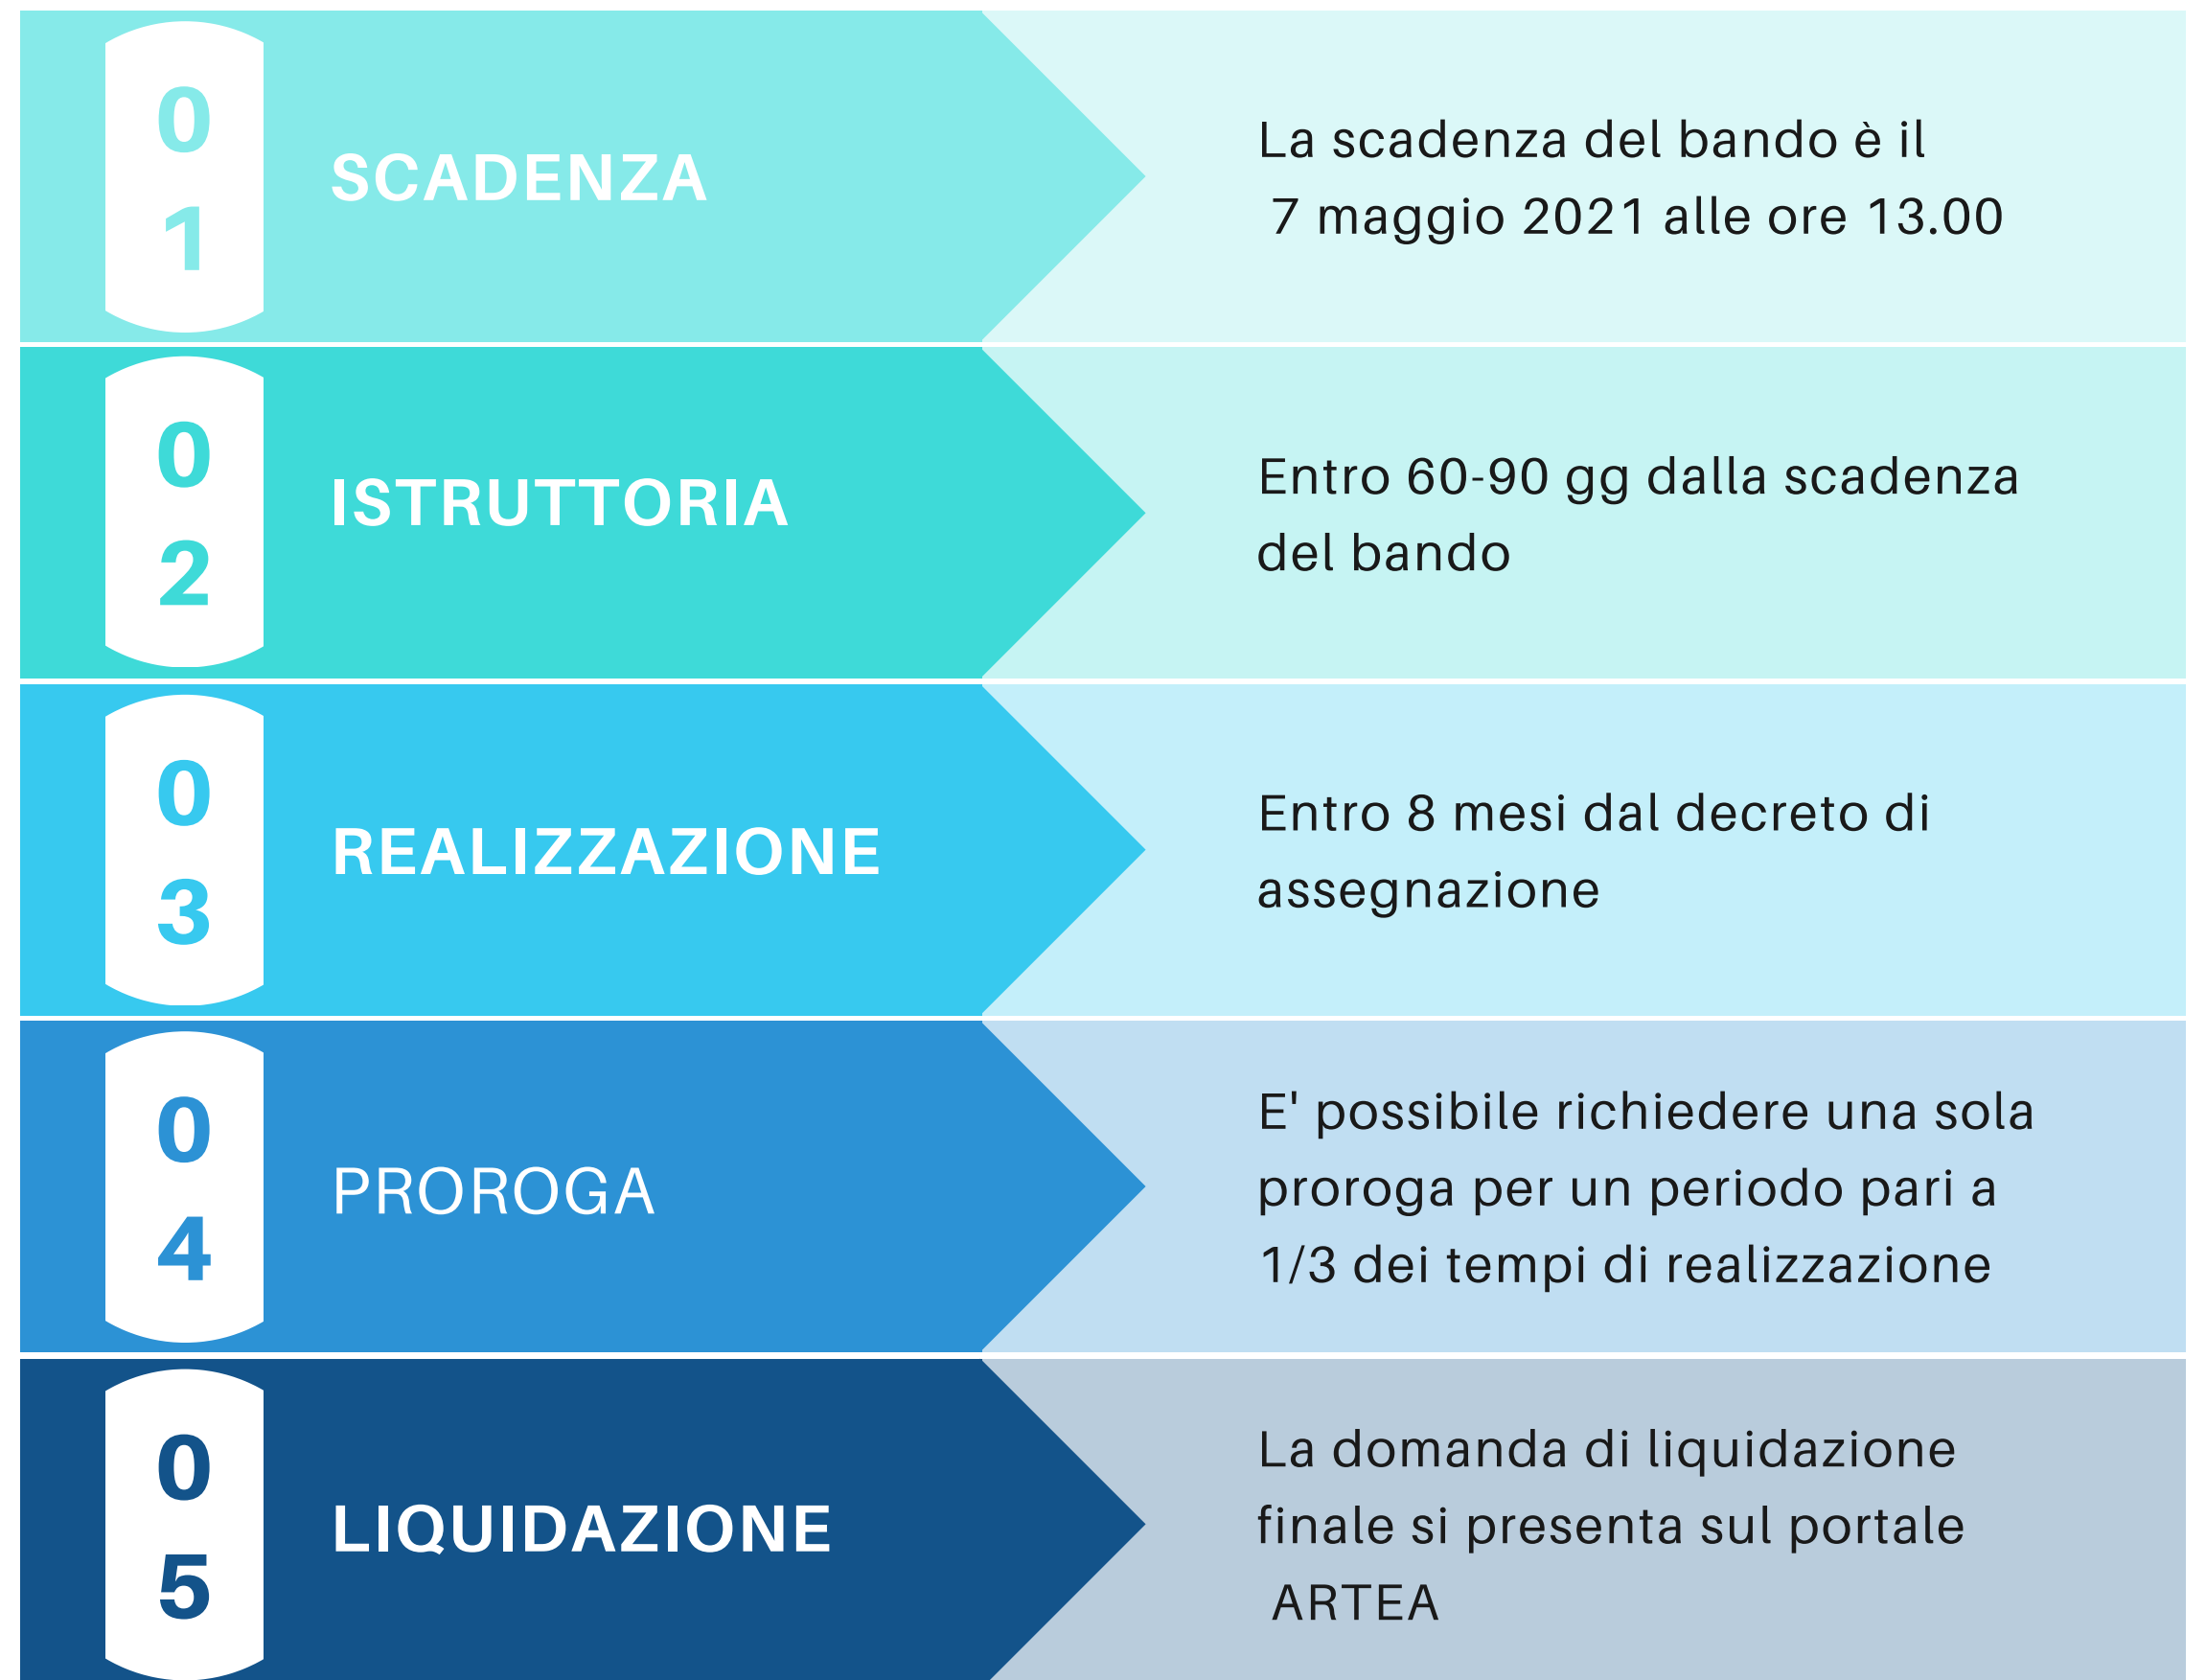 0
1
SCADENZA
La scadenza del bando è il
7 maggio 2021 alle ore 13.00
0
2
ISTRUTTORIA
Entro 60-90 gg dalla scadenza
del bando
0
3
REALIZZAZIONE
Entro 8 mesi dal decreto di
assegnazione
0
4
PROROGA
E' possibile richiedere una sola
proroga per un periodo pari a
1/3 dei tempi di realizzazione
0
5
LIQUIDAZIONE
La domanda di liquidazione
finale si presenta sul portale
ARTEA